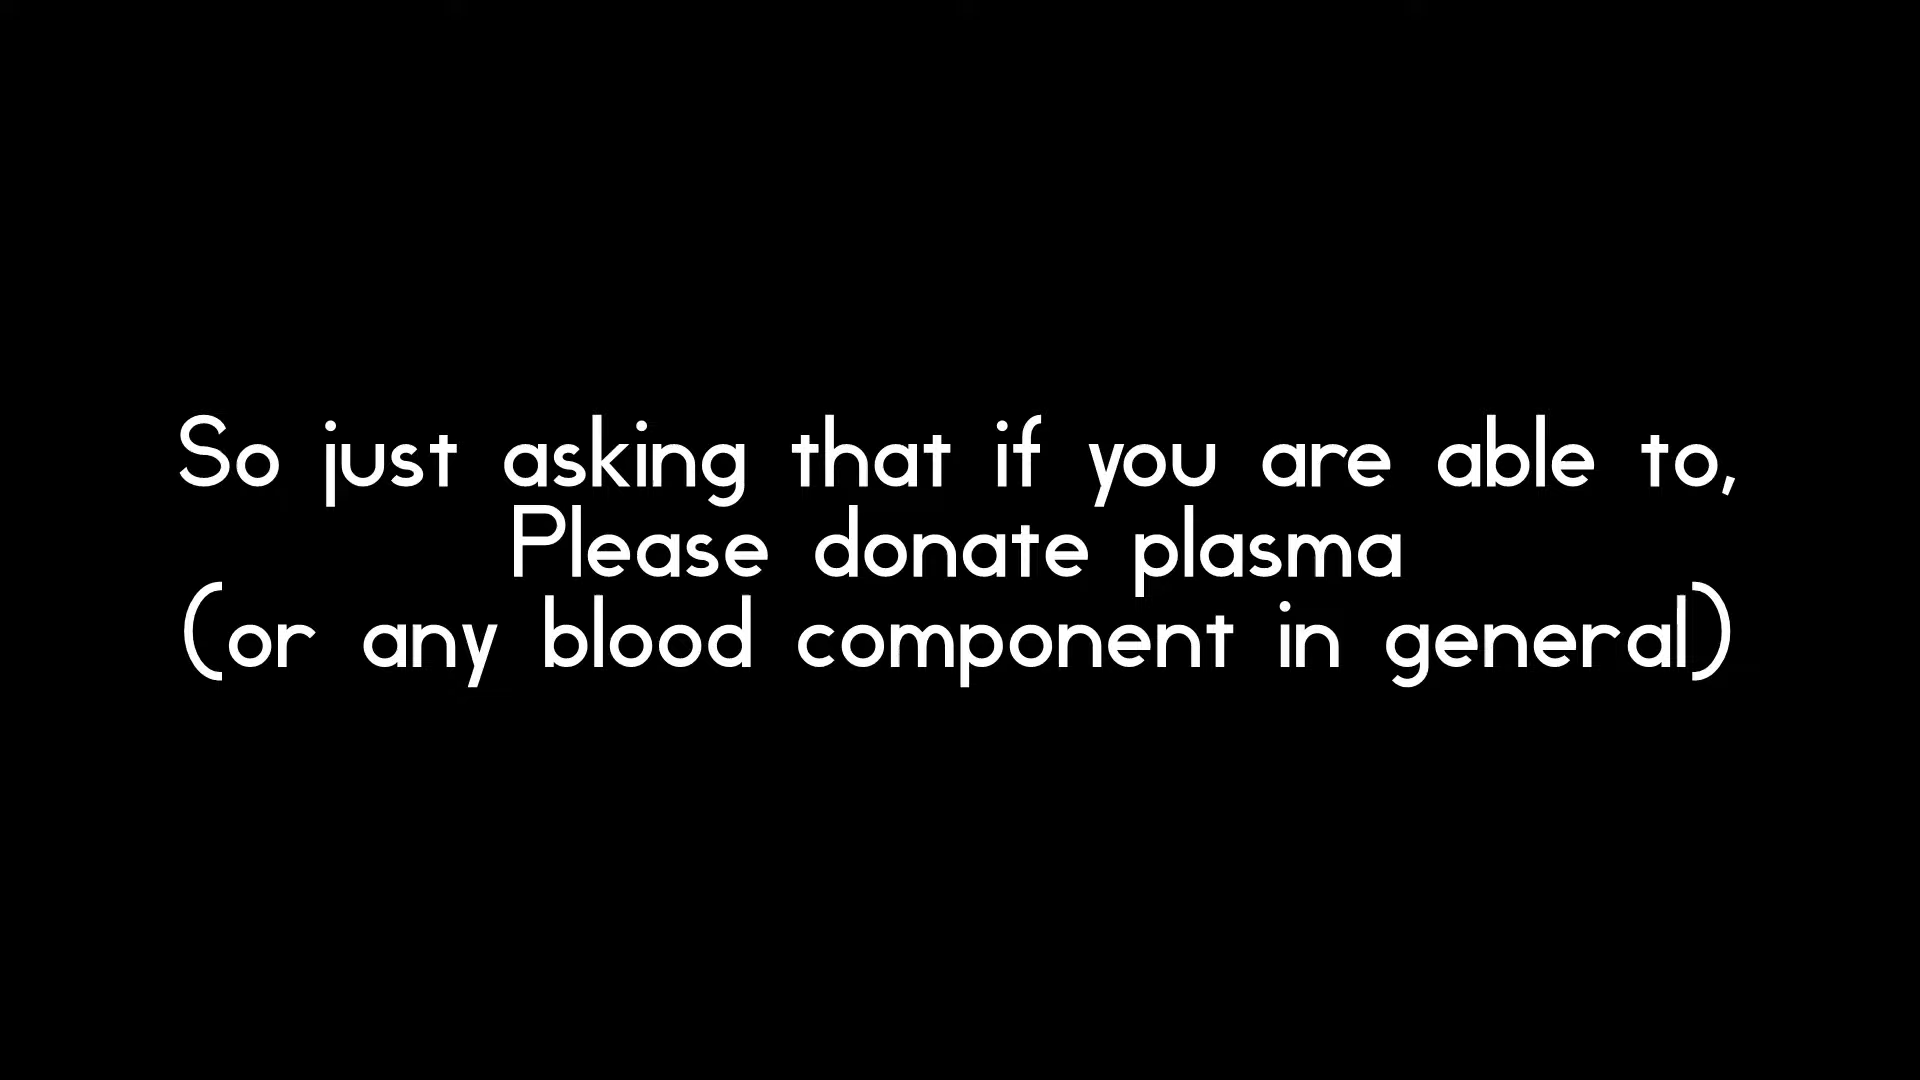 So just asking that if you are able to,
Please donate plasma
(or any blood component in general)